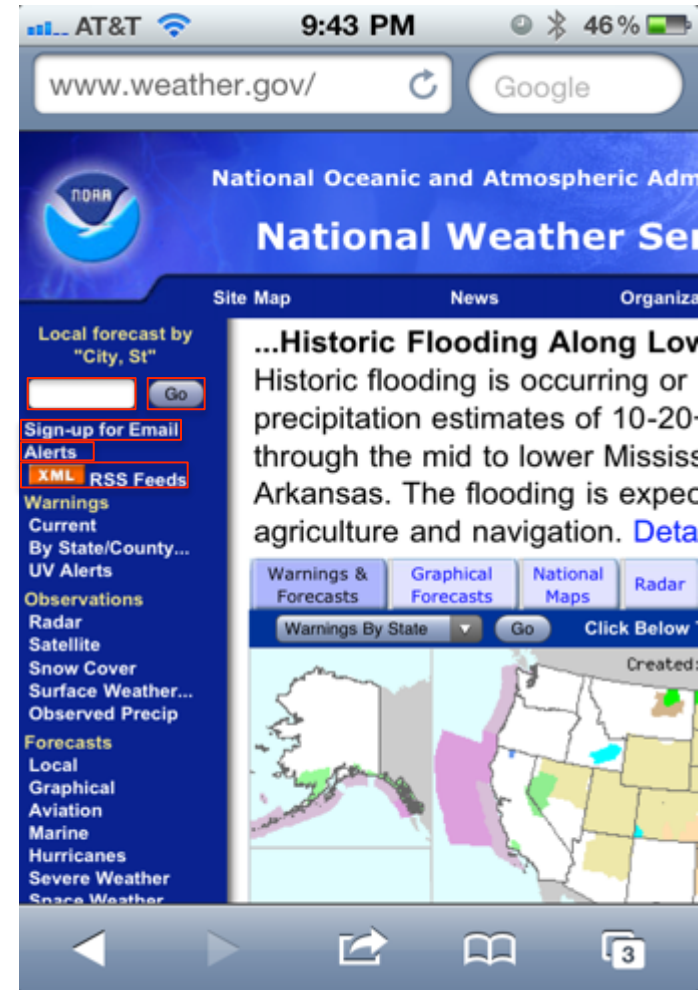 AT&T 9:43 PM 46%
www.weather.gov/ Google
NOAA
National Oceanic and Atmospheric Adm
National Weather Ser
Site Map News Organiza
Local forecast by
"City, St"
Go
Sign-up for Email
Alerts
XML RSS Feeds
Warnings
Current
By State/County...
UV Alerts
Observations
Radar
Satellite
Snow Cover
Surface Weather...
Observed Precip
Forecasts
Local
Graphical
Aviation
Marine
Hurricanes
Severe Weather
Space Weather
...Historic Flooding Along Low
Historic flooding is occurring or
precipitation estimates of 10-20
through the mid to lower Mississ
Arkansas. The flooding is expec
agriculture and navigation. Deta
Warnings &
Forecasts
Graphical
Forecasts
National
Maps
Radar
Warnings By State Go Click Below
Created:
3